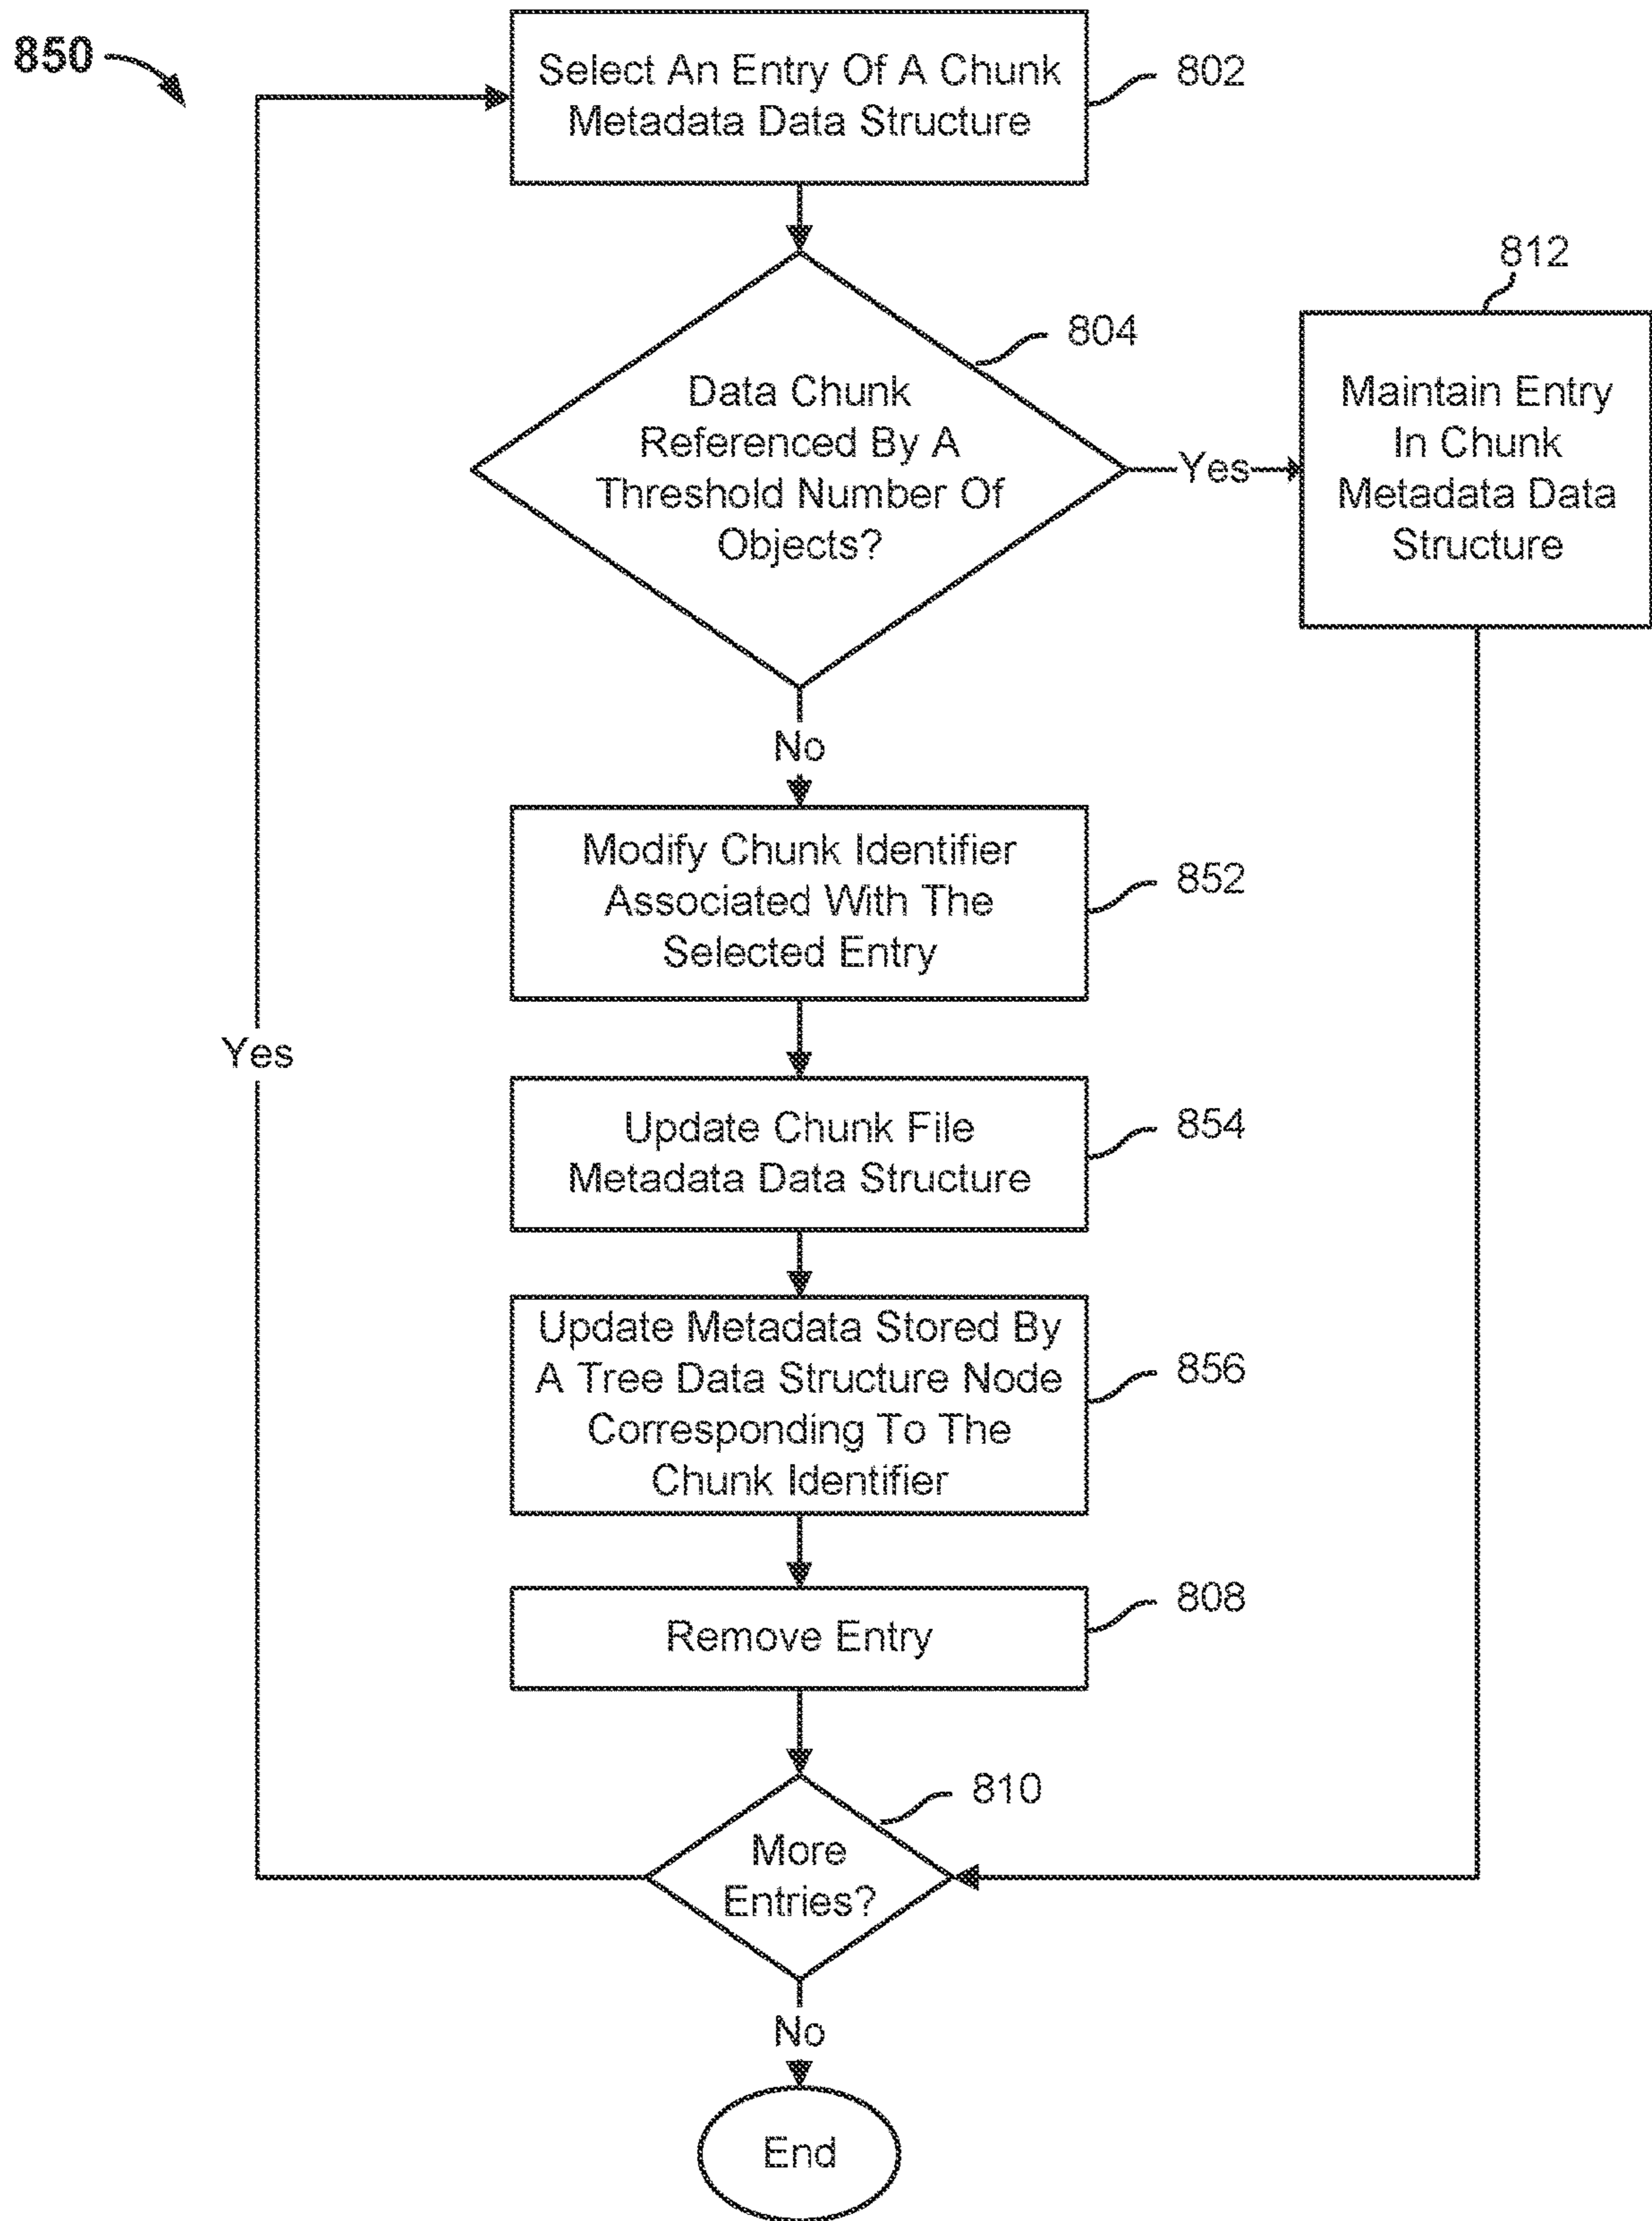 850
Select An Entry Of A Chunk
Metadata Data Structure
802
812
804
Data Chunk
Referenced By A
Threshold Number Of
Objects?
Yes
Maintain Entry
In Chunk
Metadata Data
Structure
No
Modify Chunk Identifier
Associated With The
Selected Entry
852
Yes
Update Chunk File
Metadata Data Structure
854
Update Metadata Stored By
A Tree Data Structure Node
Corresponding To The
Chunk Identifier
856
Remove Entry
808
810
More
Entries?
No
End